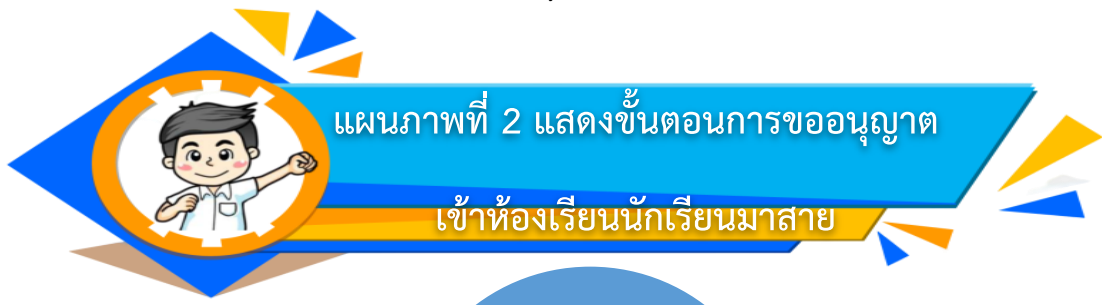 แผนภาพที่ 2 แสดงขั้นตอนการขออนุญาต
เข้าห้องเรียนนักเรียนมาสาย